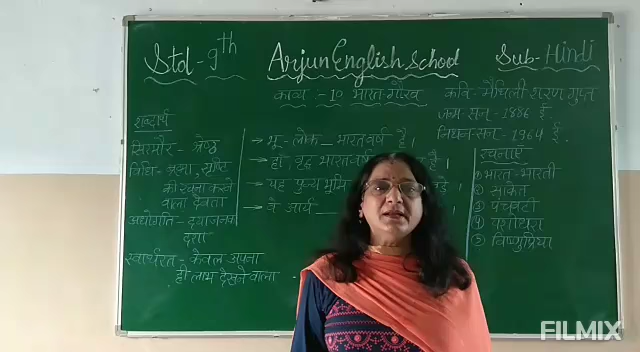 Std - 9th
Arjun English School
Sub - Hindi
काव्य :- 10 भारत-गौरव
कवि - मैथिली शरण गुप्त
जन्म सन - 1886 ई.
निधन-सन - 1964 ई.
शब्दार्थ
सिरमौर - श्रेष्ठ
विधि - ब्रह्मा, सृष्टि
की रचना करने
वाला देवता
अधोगति - दयाजनक
दशा
स्वार्थरत - केवल अपना
ही लाभ देखने वाला
→ भू-लोक भारतवर्ष है।
→ हाँ, वृद्ध भारतवर्ष है।
→ यह पुण्य भूमि
→ वे आर्य
रचनाएँ
① भारत-भारती
② साकेत
③ पंचवटी
④ यशोधरा
⑤ विष्णुप्रिया
FILMIX